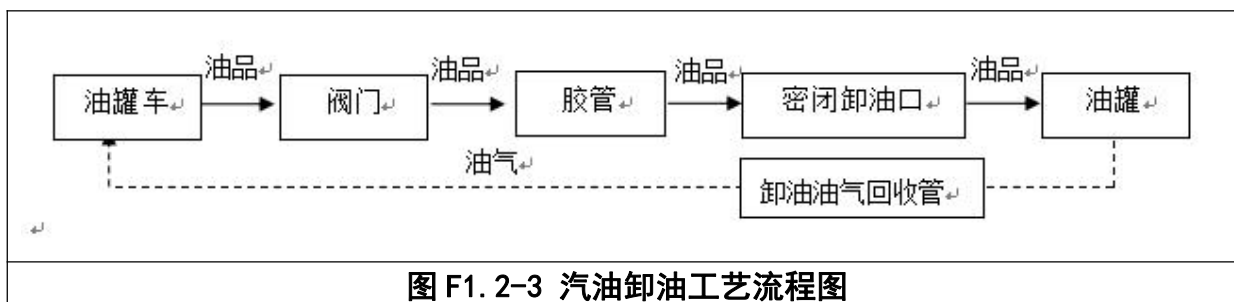 油品 油品 油品 油品
油罐车 阀门 胶管 密闭卸油口 油罐
油气
卸油油气回收管
图 F1.2-3 汽油卸油工艺流程图